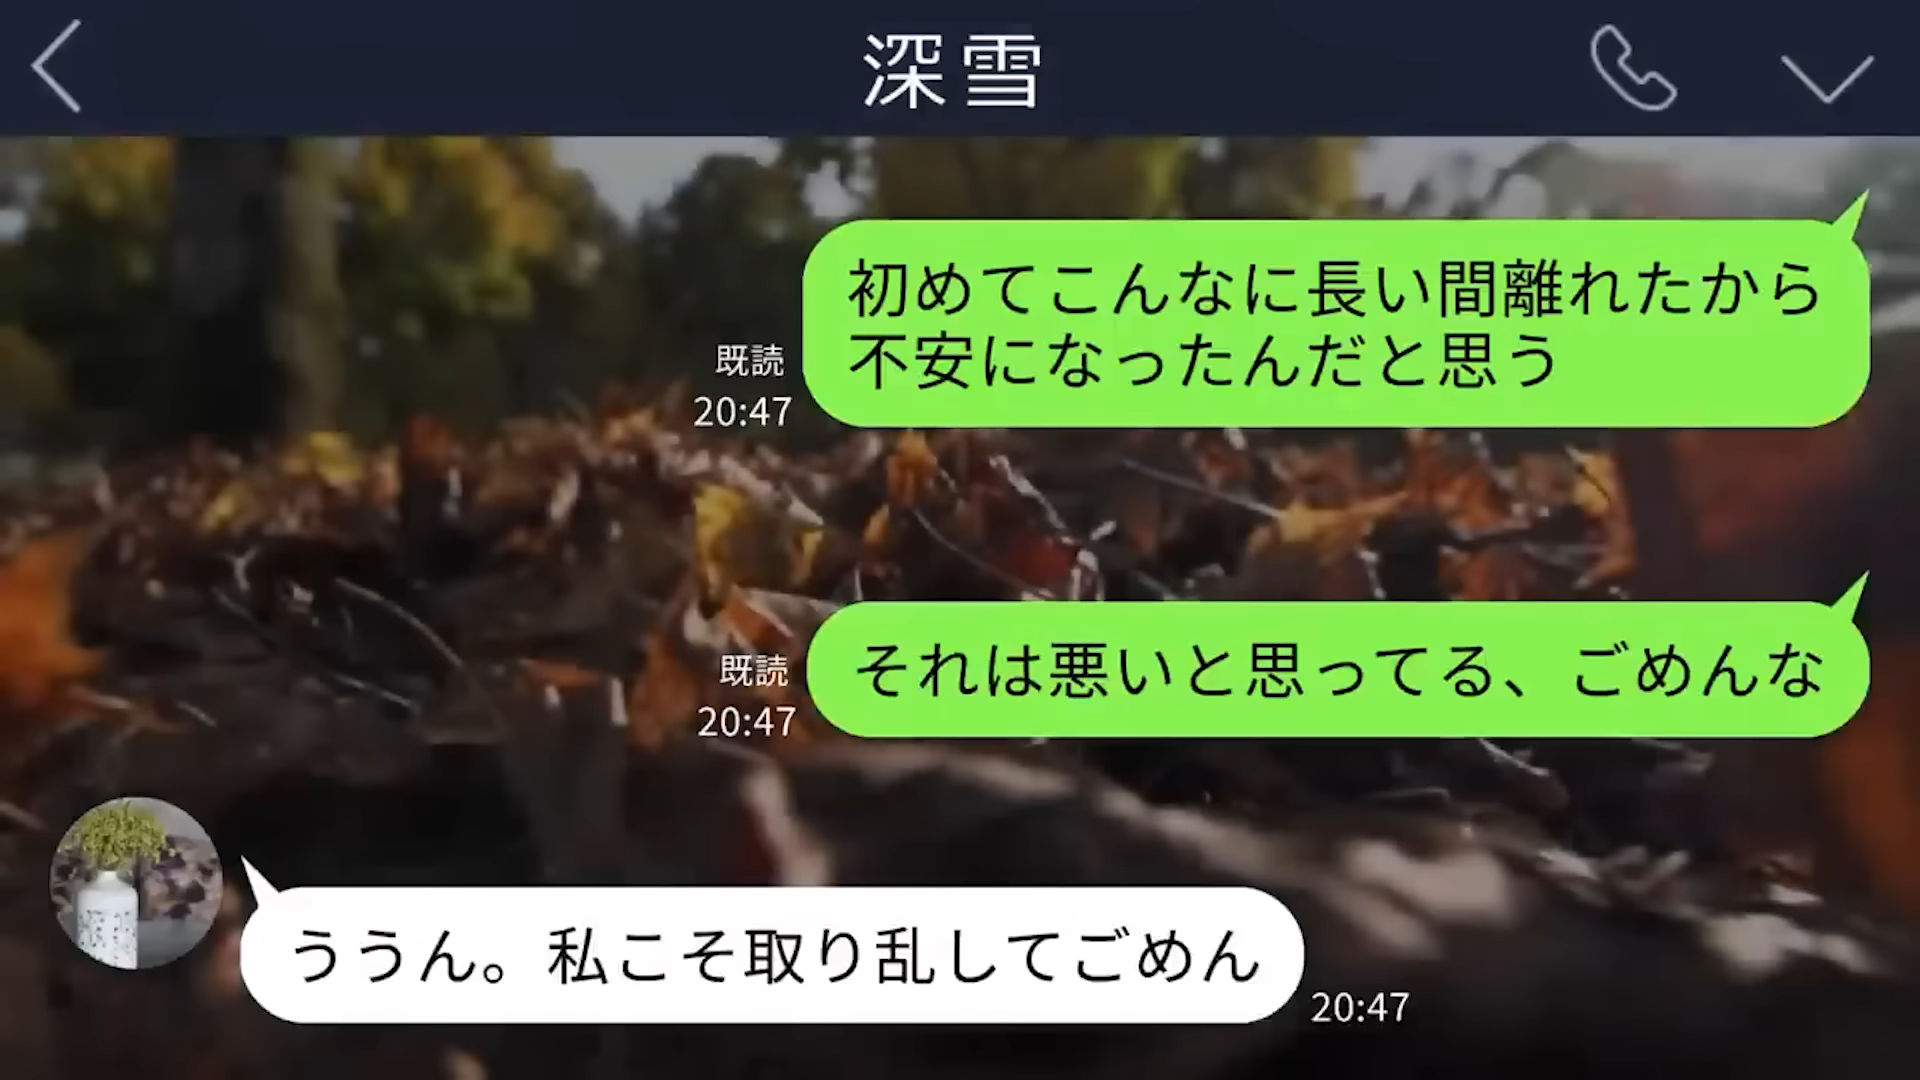 深雪
初めてこんなに長い間離れたから
不安になったんだと思う
既読
20:47
それは悪いと思ってる、ごめんな
既読
20:47
ううん。私こそ取り乱してごめん
20:47